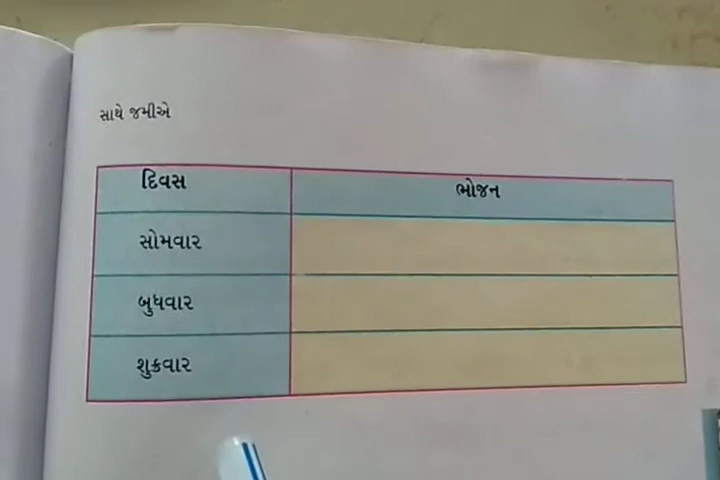 સાથે જમીએ
દિવસ ભોજન
સોમવાર
બુધવાર
શુક્રવાર